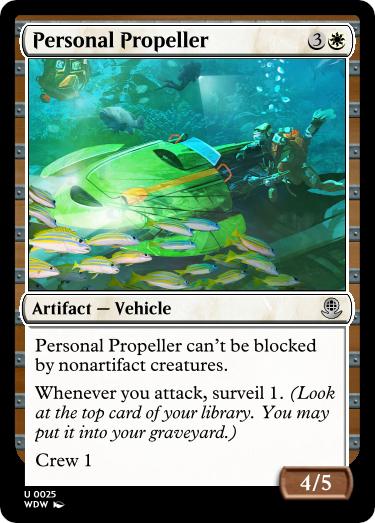 Personal Propeller 3
Artifact — Vehicle
Personal Propeller can't be blocked
by nonartifact creatures.
Whenever you attack, surveil 1. (Look
at the top card of your library. You may
put it into your graveyard.)
Crew 1
4/5
U 0025
WDW